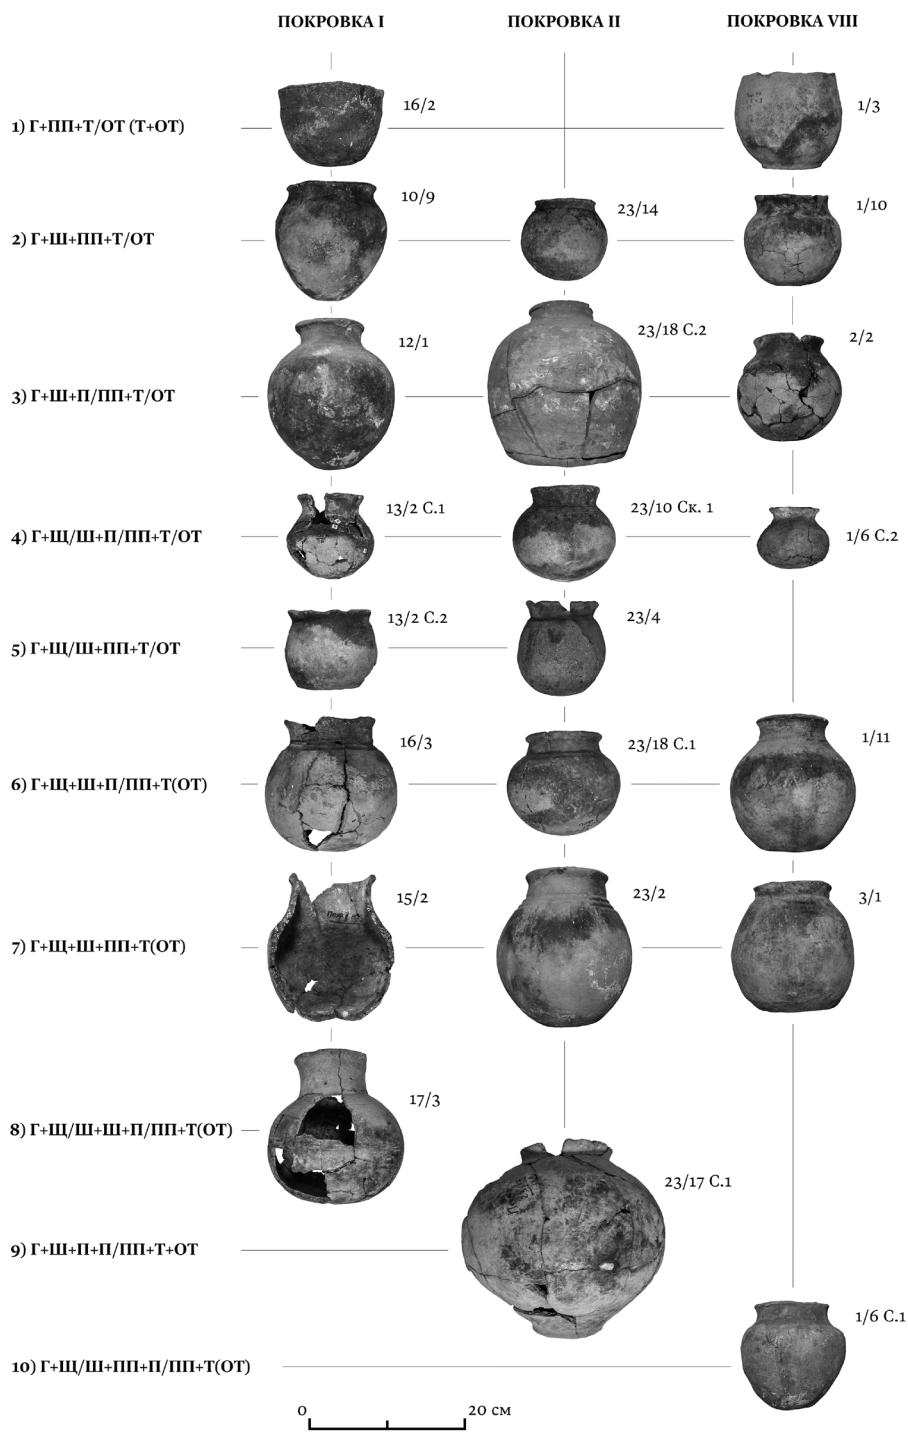 ПОКРОВКА I ПОКРОВКА II ПОКРОВКА VIII
16/2
1/3
1) Г+ПП+Т/ОТ (Т+ОТ)
10/9
23/14
1/10
2) Г+Ш+ПП+Т/ОТ
12/1
23/18 С.2
2/2
3) Г+Ш+П/ПП+Т/ОТ
13/2 С.1
23/10 Ск. 1
1/6 С.2
4) Г+Щ/Ш+П/ПП+Т/ОТ
13/2 С.2
23/4
5) Г+Щ/Ш+ПП+Т/ОТ
16/3
23/18 С.1
1/11
6) Г+Щ+Ш+П/ПП+Т(ОТ)
15/2
23/2
3/1
7) Г+Щ+Ш+ПП+Т(ОТ)
17/3
8) Г+Щ/Ш+Ш+П/ПП+Т(ОТ)
23/17 С.1
9) Г+Ш+П+П/ПП+Т+ОТ
1/6 С.1
10) Г+Щ/Ш+ПП+П/ПП+Т(ОТ)
0 20 см